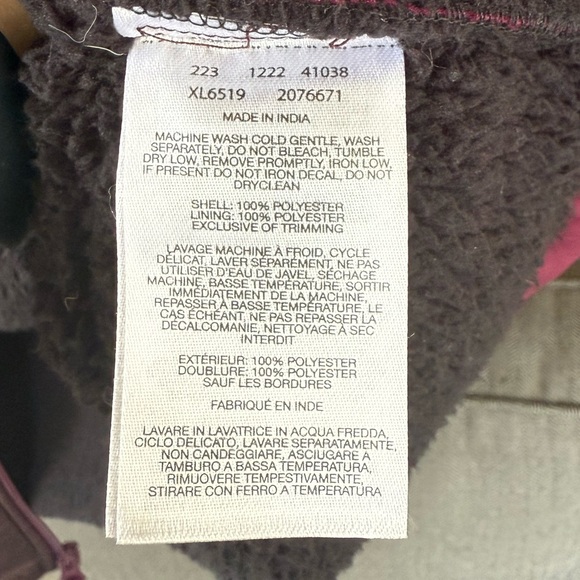 223 1222 41038
XL6519 2076671
MADE IN INDIA
MACHINE WASH COLD GENTLE, WASH
SEPARATELY, DO NOT BLEACH, TUMBLE
DRY LOW, REMOVE PROMPTLY, IRON LOW,
IF PRESENT DO NOT IRON DECAL, DO NOT
DRYCLEAN
SHELL: 100% POLYESTER
LINING: 100% POLYESTER
EXCLUSIVE OF TRIMMING
LAVAGE MACHINE À FROID, CYCLE
DÉLICAT, LAVER SÉPARÉMENT, NE PAS
UTILISER D'EAU DE JAVEL, SÉCHAGE
MACHINE, BASSE TEMPÉRATURE, SORTIR
IMMÉDIATEMENT DE LA MACHINE,
REPASSER À BASSE TEMPÉRATURE, LE
CAS ÉCHÉANT, NE PAS REPASSER LA
DÉCALCOMANIE, NETTOYAGE À SEC
INTERDIT
EXTÉRIEUR: 100% POLYESTER
DOUBLURE: 100% POLYESTER
SAUF LES BORDURES
FABRIQUÉ EN INDE
LAVARE IN LAVATRICE IN ACQUA FREDDA,
CICLO DELICATO, LAVARE SEPARATAMENTE,
NON CANDEGGIARE, ASCIUGARE A
TAMBURO A BASSA TEMPERATURA,
RIMUOVERE TEMPESTIVAMENTE,
STIRARE CON FERRO A TEMPERATURA